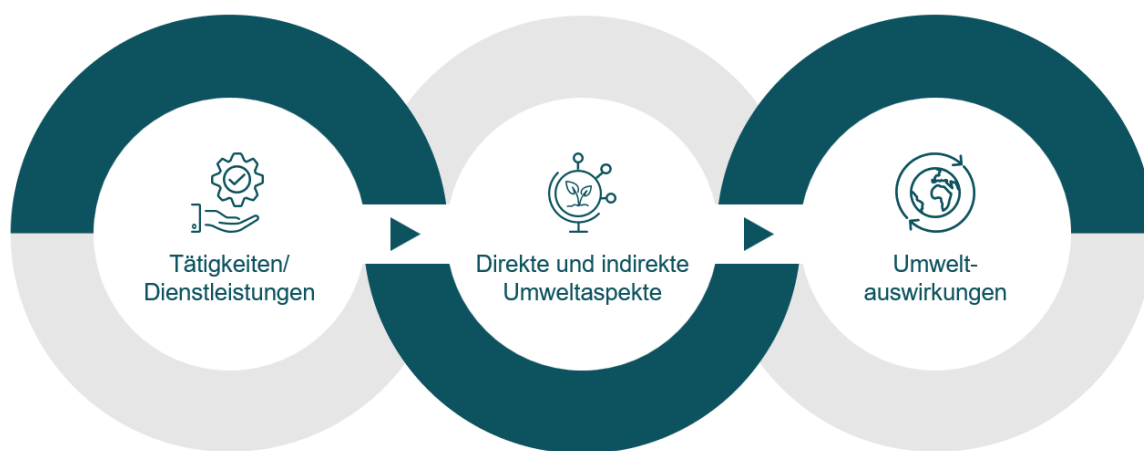 Tätigkeiten/
Dienstleistungen
Direkte und indirekte
Umweltaspekte
Umwelt-
auswirkungen